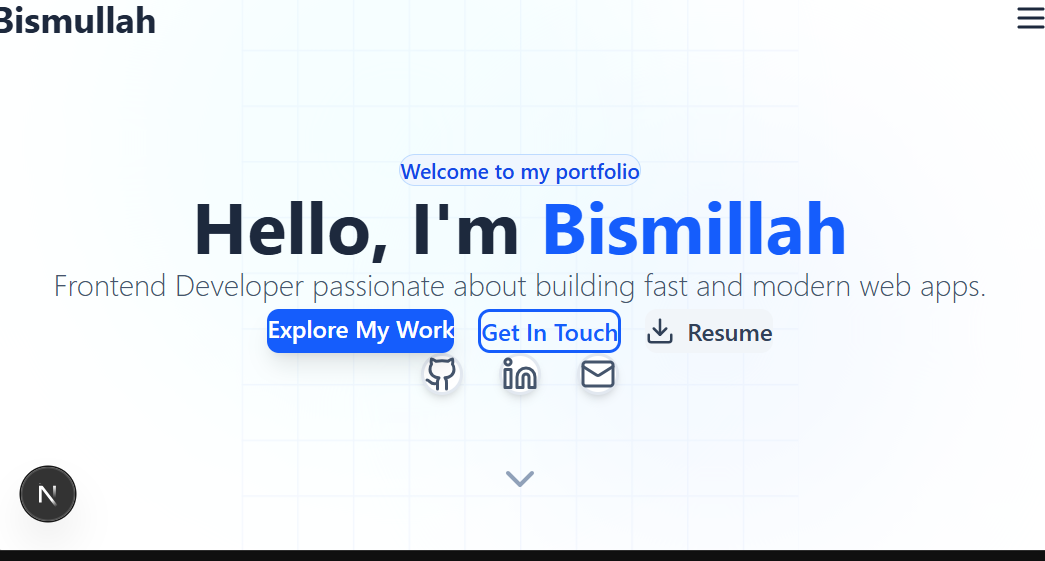 Bismullah
Welcome to my portfolio
Hello, I'm Bismillah
Frontend Developer passionate about building fast and modern web apps.
Explore My Work Get In Touch Resume
N